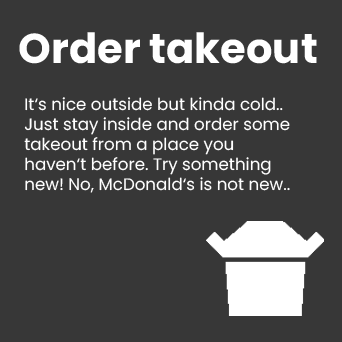 Order takeout
It's nice outside but kinda cold..
Just stay inside and order some
takeout from a place you
haven't before. Try something
new! No, McDonald's is not new..